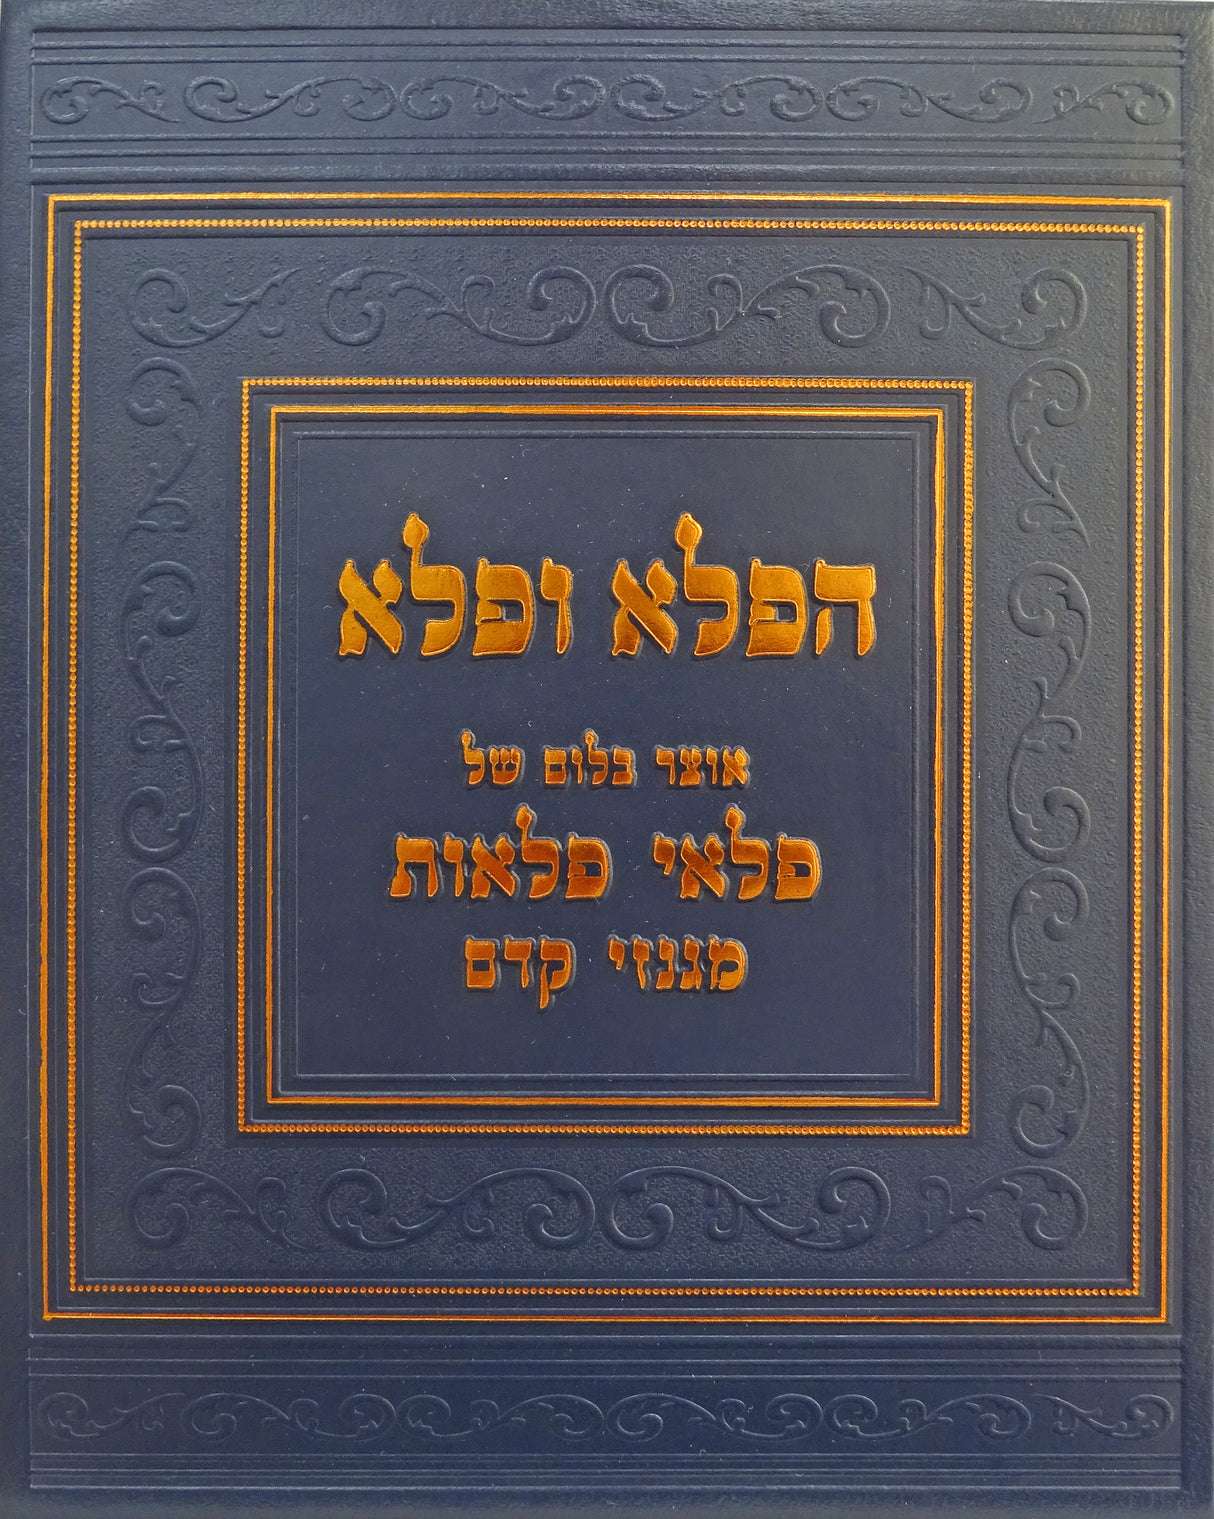 הפלא ופלא
אוצר בלום של
פלאי פלאות
מגנזי קדם